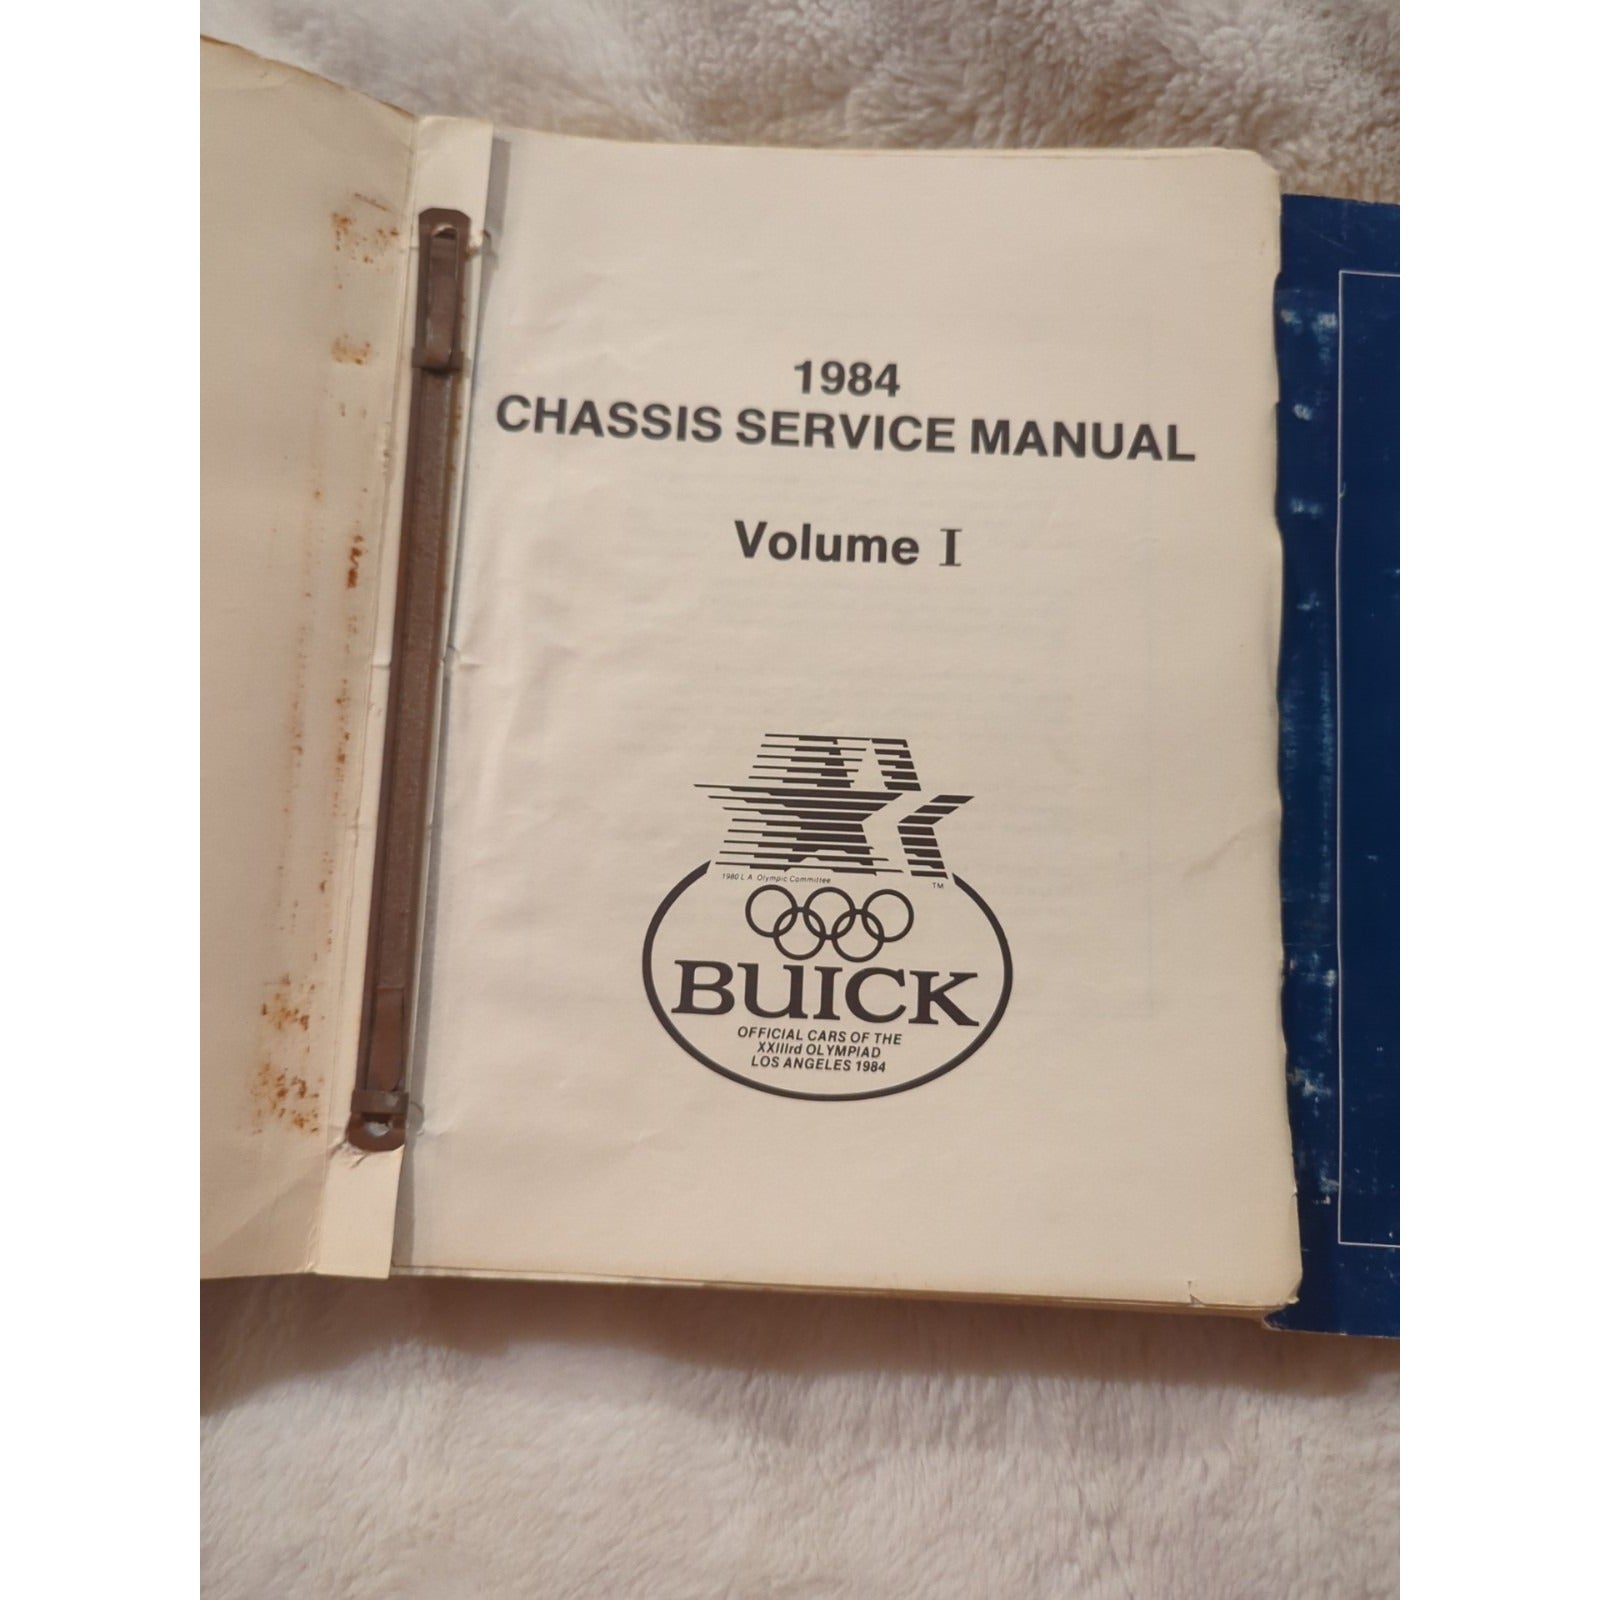 1984
CHASSIS SERVICE MANUAL
Volume I
1980 L.A. Olympic Committee
TM
BUICK
OFFICIAL CARS OF THE
XXIIIrd OLYMPIAD
LOS ANGELES 1984